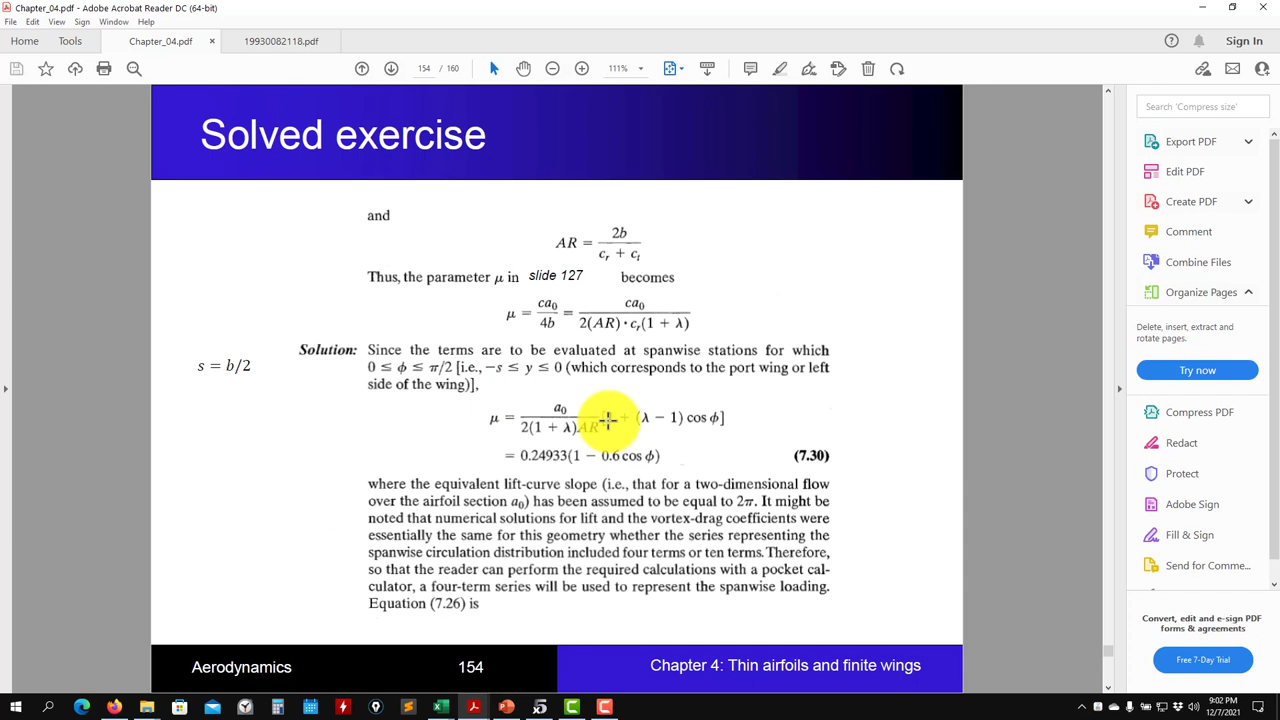 Chapter_04.pdf - Adobe Acrobat Reader DC (64-bit)
File Edit View Sign Window Help
Home Tools Chapter_04.pdf × 19930082118.pdf Sign In
154 / 160 111%
Solved exercise
and
AR = 2b / (c_r + c_t)
Thus, the parameter μ in slide 127 becomes
μ = ca₀ / 4b = ca₀ / 2(AR)·c_r(1 + λ)
Solution: Since the terms are to be evaluated at spanwise stations for which
s = b/2
0 ≤ ϕ ≤ π/2 [i.e., −s ≤ y ≤ 0 (which corresponds to the port wing or left
side of the wing)],
μ = a₀ / 2(1 + λ)AR [ + (λ − 1) cos ϕ]
= 0.24933(1 − 0.6 cos ϕ) (7.30)
where the equivalent lift-curve slope (i.e., that for a two-dimensional flow
over the airfoil section a₀) has been assumed to be equal to 2π. It might be
noted that numerical solutions for lift and the vortex-drag coefficients were
essentially the same for this geometry whether the series representing the
spanwise circulation distribution included four terms or ten terms. Therefore,
so that the reader can perform the required calculations with a pocket cal-
culator, a four-term series will be used to represent the spanwise loading.
Equation (7.26) is
Aerodynamics 154 Chapter 4: Thin airfoils and finite wings
Search 'Compress size'
Export PDF
Edit PDF
Create PDF
Comment
Combine Files
Organize Pages
Delete, insert, extract and
rotate pages.
Try now
Compress PDF
Redact
Protect
Adobe Sign
Fill & Sign
Send for Comme...
Convert, edit and e-sign PDF
forms & agreements
Free 7-Day Trial
9:02 PM
12/7/2021